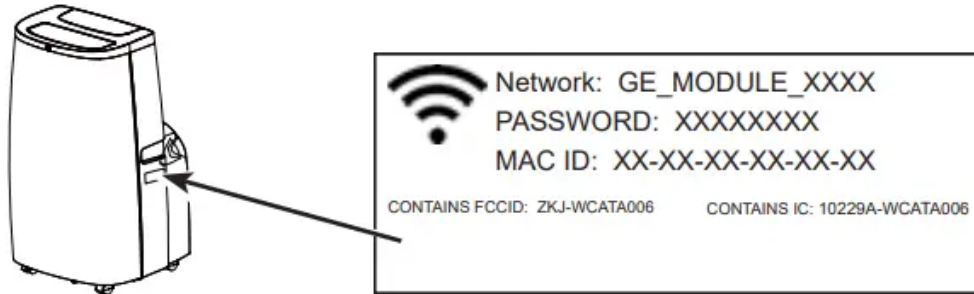 Network: GE_MODULE_XXXX
PASSWORD: XXXXXXXX
MAC ID: XX-XX-XX-XX-XX-XX
CONTAINS FCCID: ZKJ-WCATA006 CONTAINS IC: 10229A-WCATA006